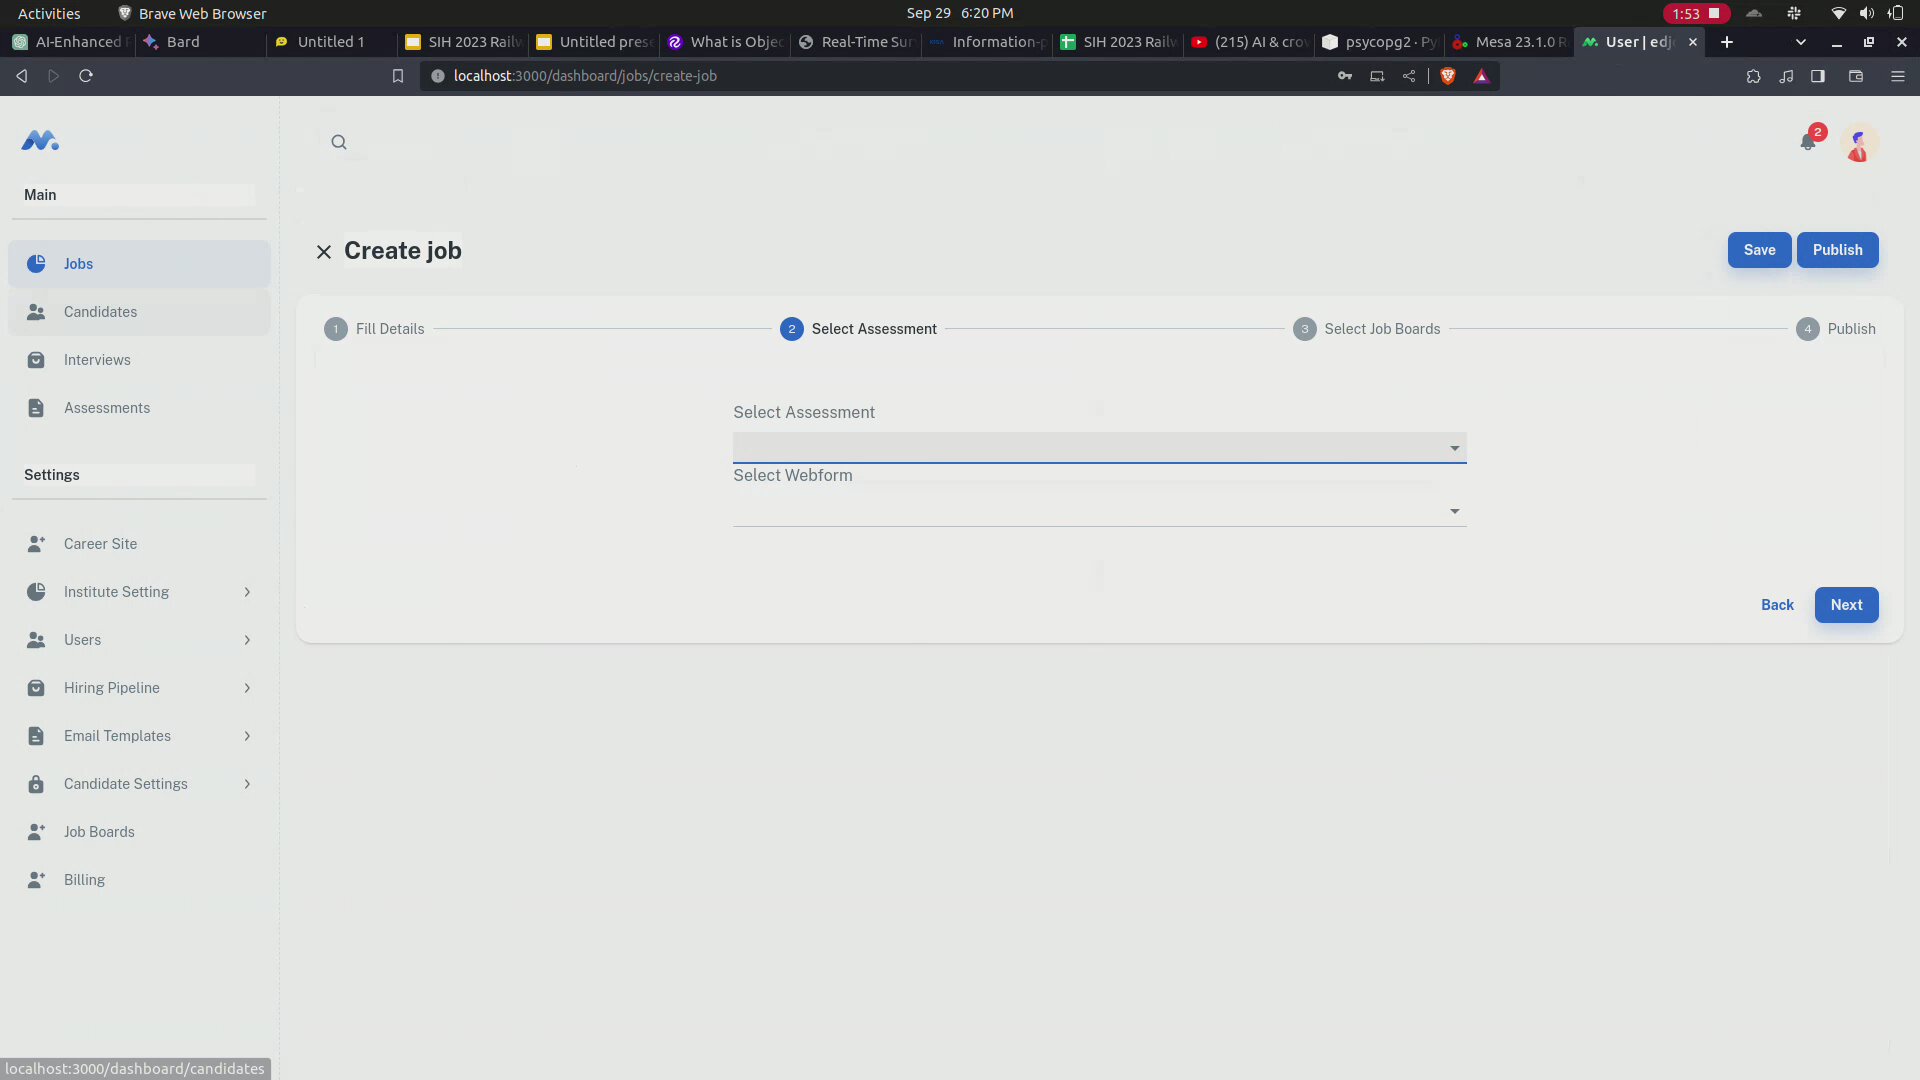 Activities
Brave Web Browser
Sep 29 6:20 PM
1:53
AI-Enhanced
Bard
Untitled 1
SIH 2023 Railw
Untitled prese
What is Objec
Real-Time Sur
Information-p
SIH 2023 Railw
(215) AI & crow
psycopg2 · Py
Mesa 23.1.0 R
User | edj
localhost:3000/dashboard/jobs/create-job
2
Main
Jobs
Candidates
Interviews
Assessments
Settings
Career Site
Institute Setting
Users
Hiring Pipeline
Email Templates
Candidate Settings
Job Boards
Billing
Create job
Save
Publish
1 Fill Details
2 Select Assessment
3 Select Job Boards
4 Publish
Select Assessment
Select Webform
Back
Next
localhost:3000/dashboard/candidates